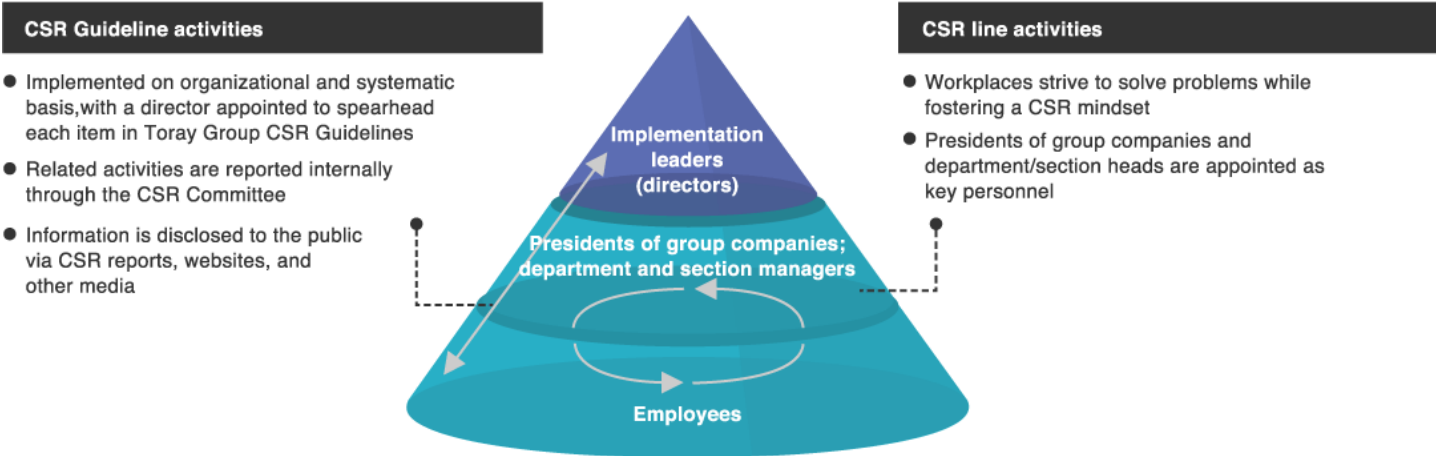 CSR Guideline activities
● Implemented on organizational and systematic
basis,with a director appointed to spearhead
each item in Toray Group CSR Guidelines
● Related activities are reported internally
through the CSR Committee
● Information is disclosed to the public
via CSR reports, websites, and
other media
Implementation
leaders
(directors)
Presidents of group companies;
department and section managers
Employees
CSR line activities
● Workplaces strive to solve problems while
fostering a CSR mindset
● Presidents of group companies and
department/section heads are appointed as
key personnel